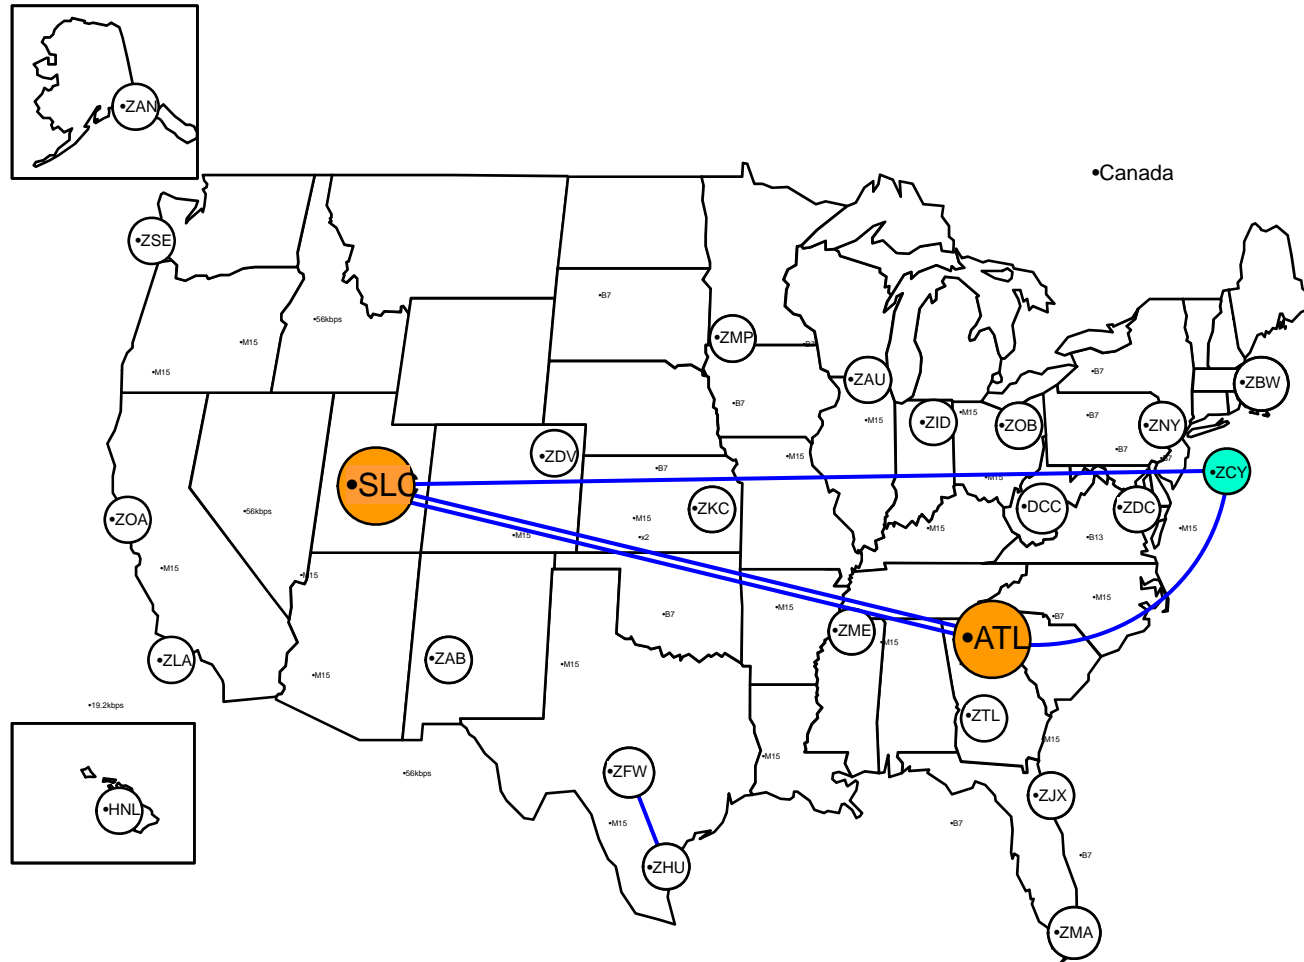 •ZAN
•Canada
•ZSE
•B7
•56kbps
•ZMP
•M15
•B7
•M15
•B7
•ZAU
•ZBW
•B7
•M15
•M15
•B7
•ZID
•ZOB
•ZNY
•B7
•ZDV
•M15
•B7
•B7
•ZCY
•SLC
•M15
•56kbps
•ZKC
•DCC
•ZDC
•ZOA
•M15
•M15
•M15
•M15
•x2
•B13
•M15
•M15
•M15
•M15
•B7
•B7
•ZME
•ATL
•M15
•ZLA
•ZAB
•M15
•M15
•19.2kbps
•ZTL
•M15
•M15
•56kbps
•ZFW
•ZJX
•HNL
•M15
•B7
•B7
•ZHU
•ZMA